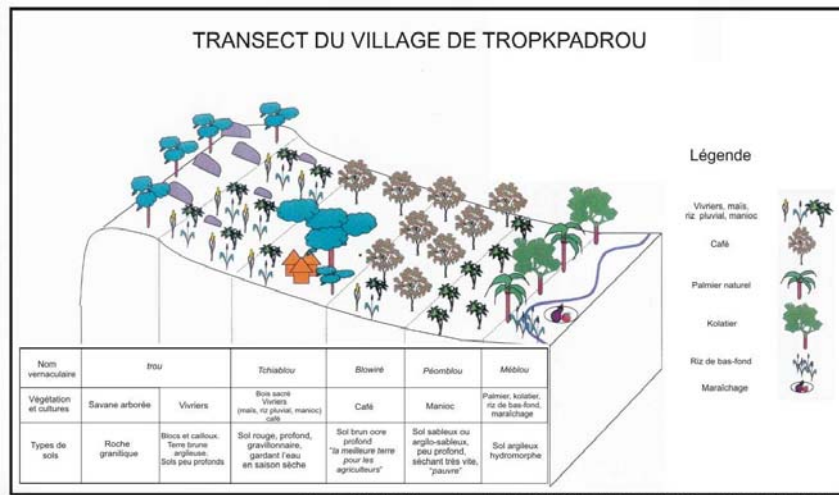 TRANSECT DU VILLAGE DE TROPKPADROU
Légende
Vivriers, maïs,
riz pluvial, manioc
Café
Palmier naturel
Kolatier
Riz de bas-fond
Maraîchage
Nom
vernaculaire
trou
Tchiablou
Blowiré
Péomblou
Méblou
Végétation
et cultures
Savane arborée
Vivriers
Bois sacré
Vivriers
(maïs, riz pluvial, manioc)
café
Café
Manioc
Palmier, kolatier,
riz de bas-fond,
maraîchage
Types de
sols
Roche
granitique
Blocs et cailloux.
Terre brune
argileuse.
Sols peu profonds
Sol rouge, profond,
gravillonnaire,
gardant l'eau
en saison sèche
Sol brun ocre
profond
"la meilleure terre
pour les
agriculteurs"
Sol sableux ou
argilo-sableux,
peu profond,
séchant très vite,
"pauvre"
Sol argileux
hydromorphe